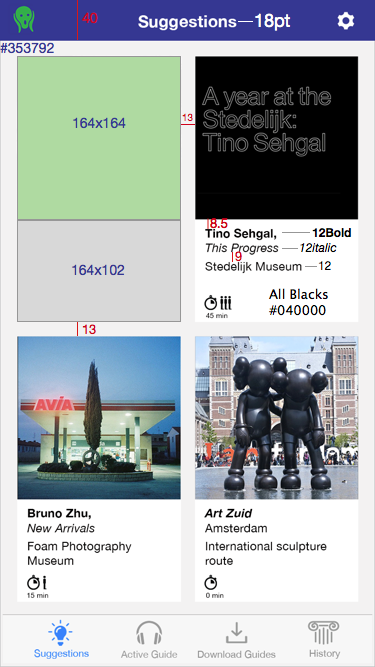 40
Suggestions
18pt
#353792
164x164
13
A year at the
Stedelijk:
Tino Sehgal
8.5
Tino Sehgal,
12Bold
This Progress
12italic
9
Stedelijk Museum
12
164x102
All Blacks
#040000
45 min
13
AVIA
Bruno Zhu,
New Arrivals
Foam Photography
Museum
15 min
Art Zuid
Amsterdam
International sculpture
route
0 min
Suggestions
Active Guide
Download Guides
History